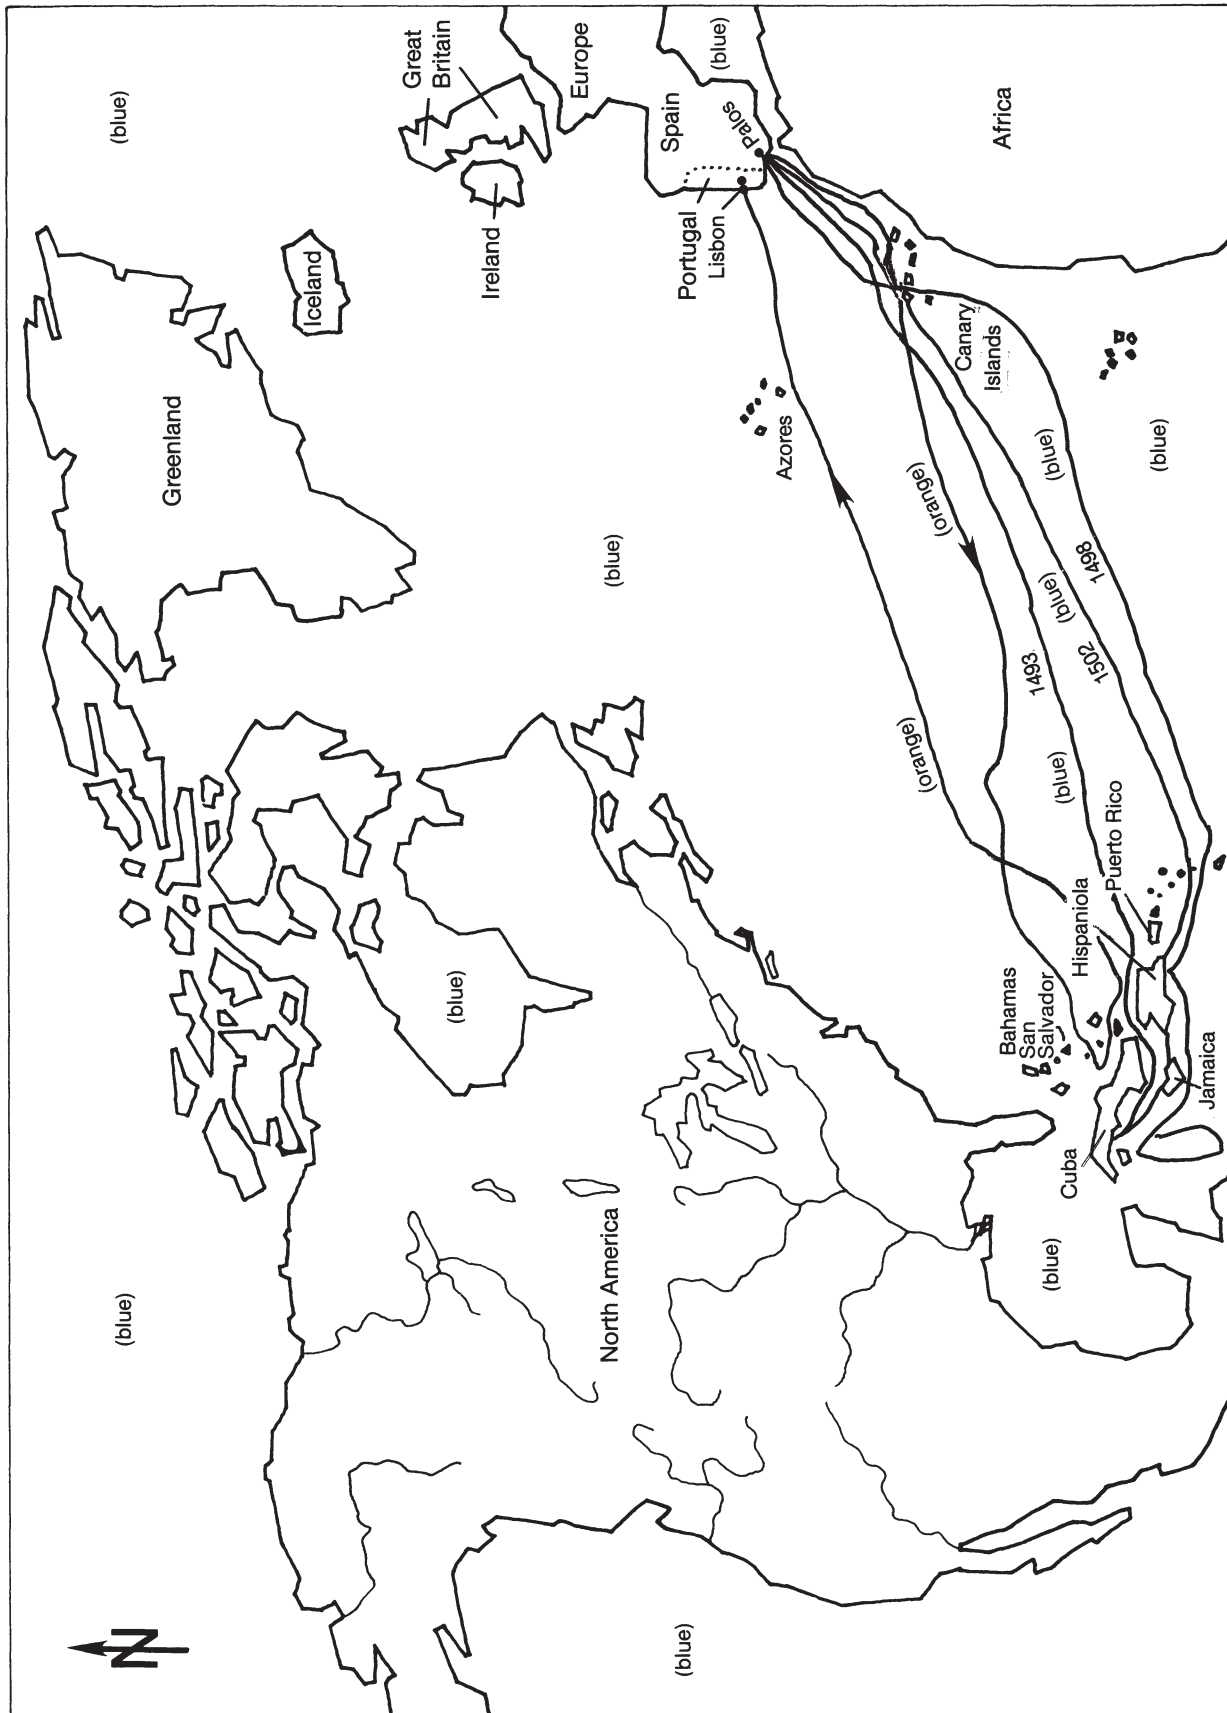 (blue)
Greenland
Iceland
Great
Britain
Ireland
Europe
Spain
(blue)
Portugal
Lisbon
Palos
Africa
Azores
Canary
Islands
(blue)
(blue)
(blue)
(orange)
(orange)
(blue)
1498
(blue)
1502
1493
(blue)
Puerto Rico
Hispaniola
Bahamas
San
Salvador
Jamaica
Cuba
(blue)
North America
(blue)
(blue)
N